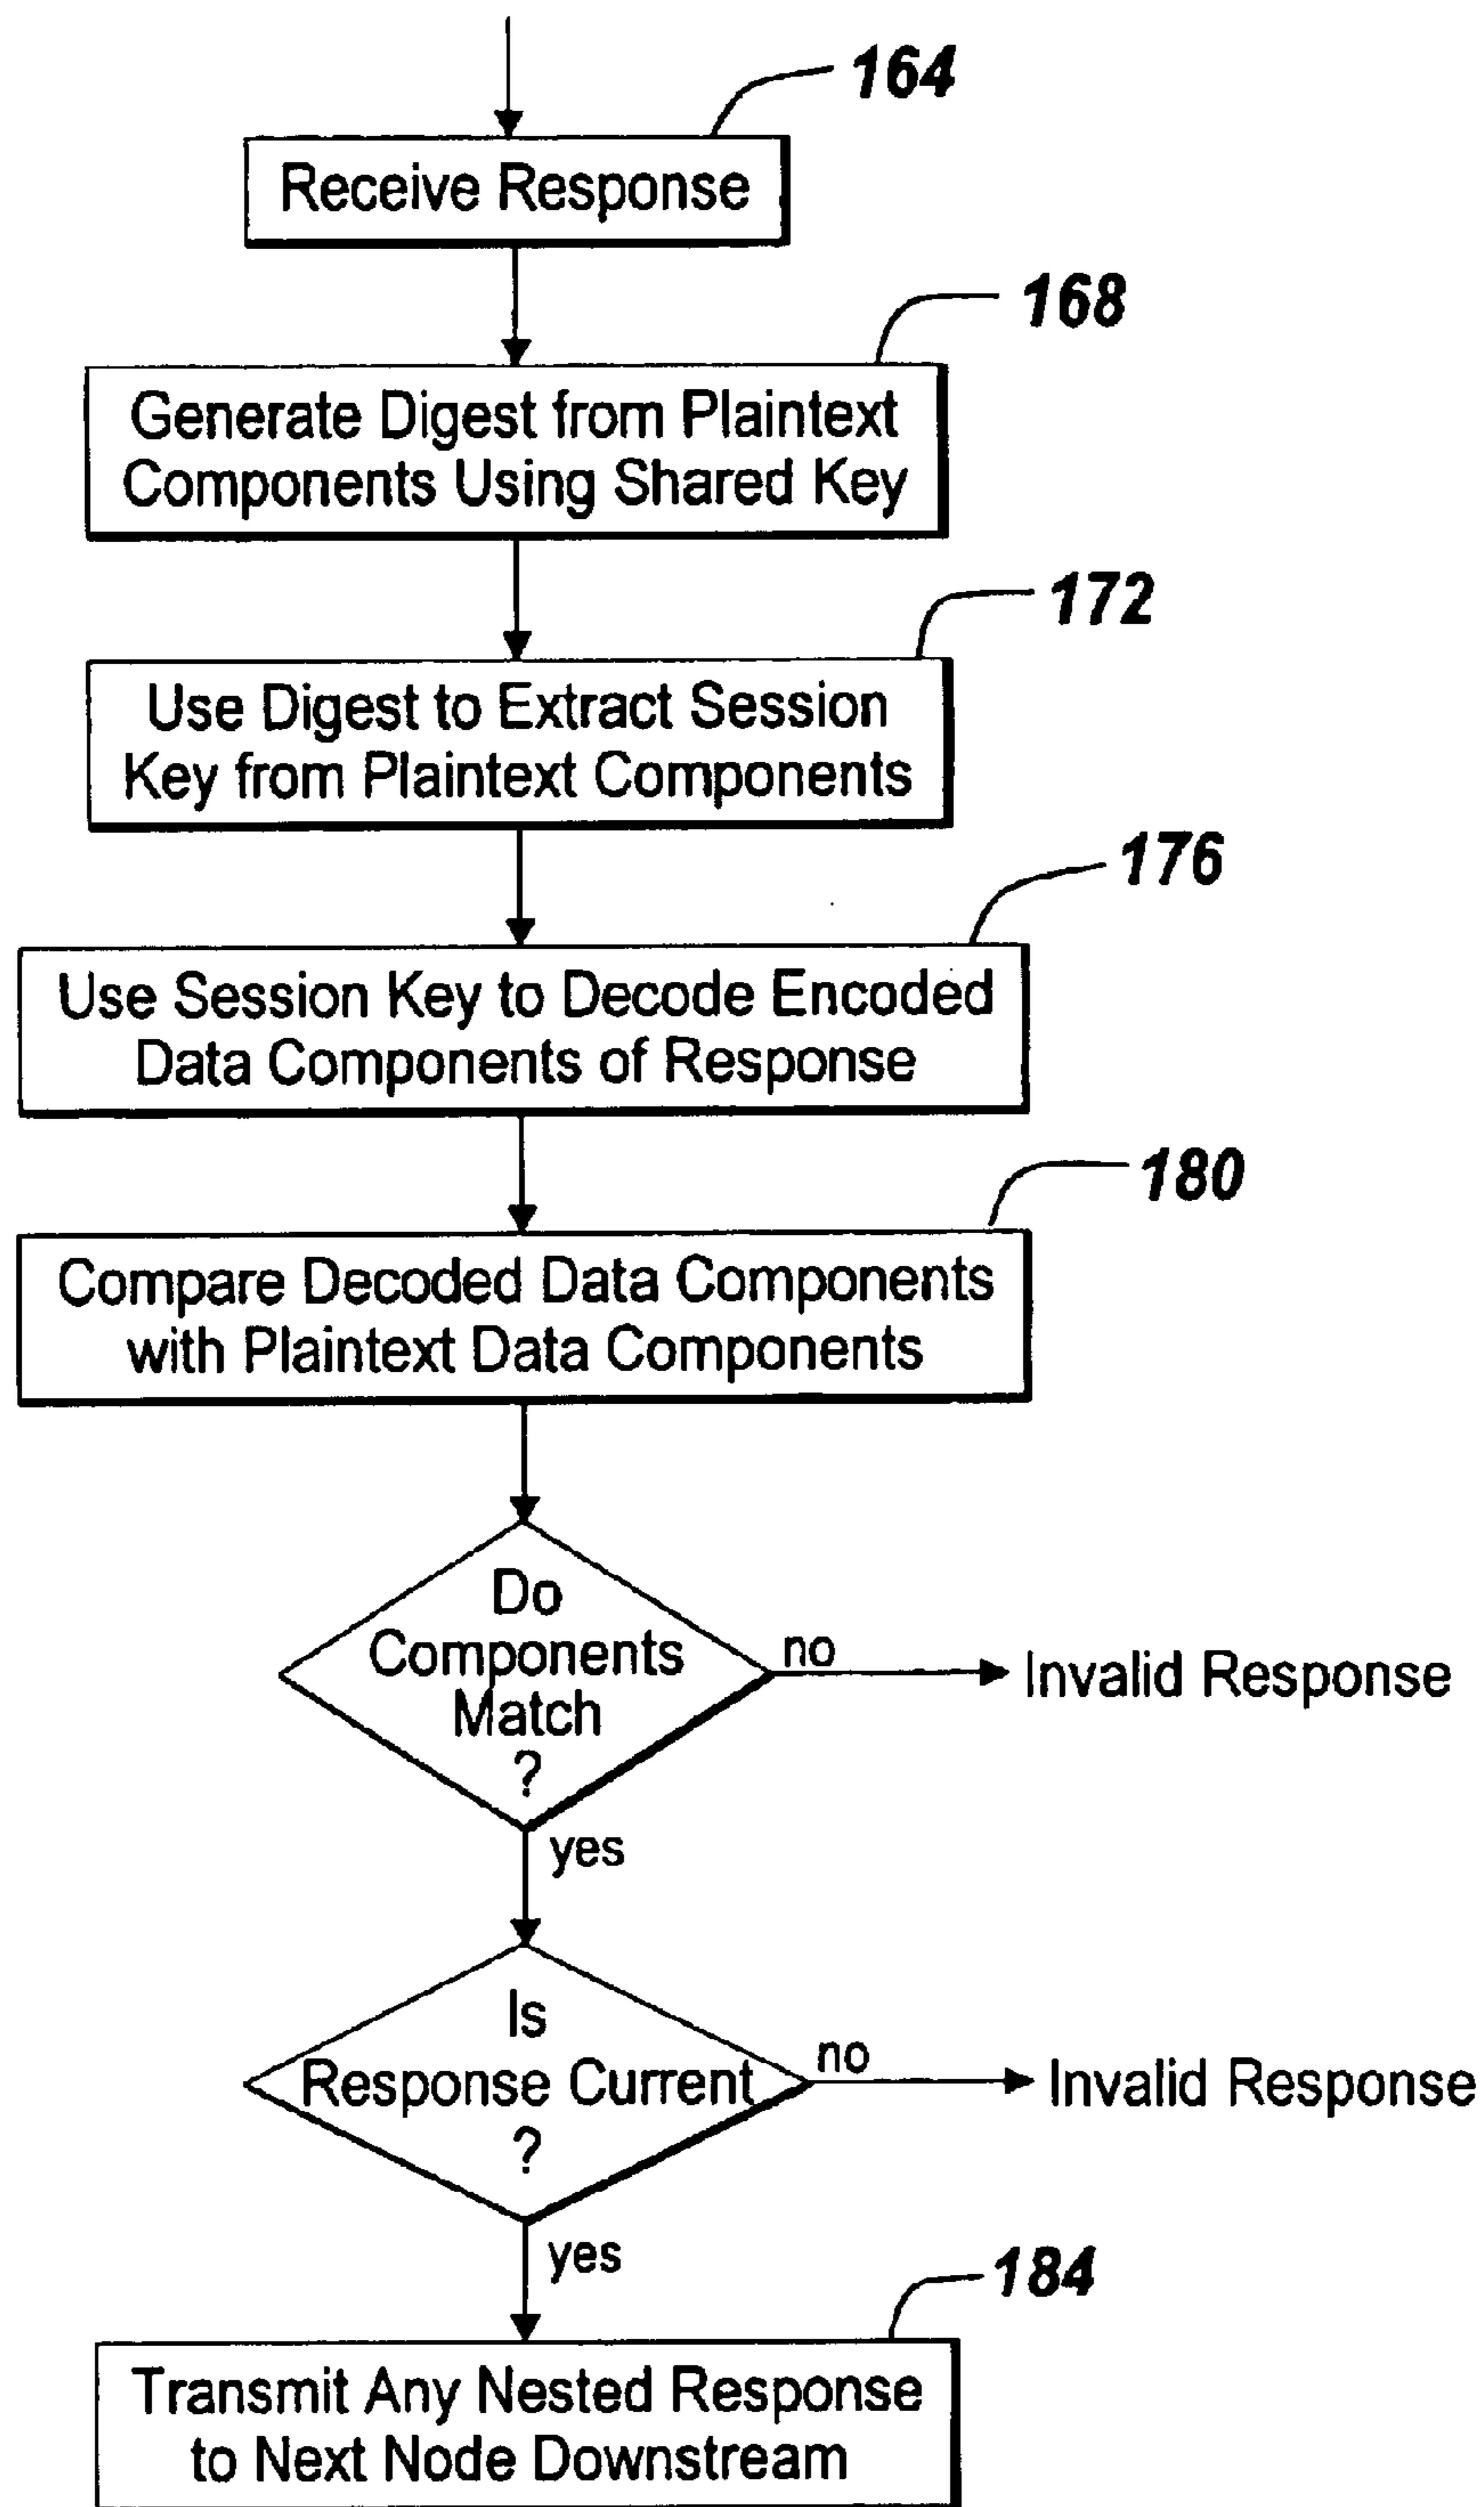 164
Receive Response
168
Generate Digest from Plaintext
Components Using Shared Key
172
Use Digest to Extract Session
Key from Plaintext Components
176
Use Session Key to Decode Encoded
Data Components of Response
180
Compare Decoded Data Components
with Plaintext Data Components
Do
Components
Match
?
no
Invalid Response
yes
Is
Response Current
?
no
Invalid Response
yes
184
Transmit Any Nested Response
to Next Node Downstream